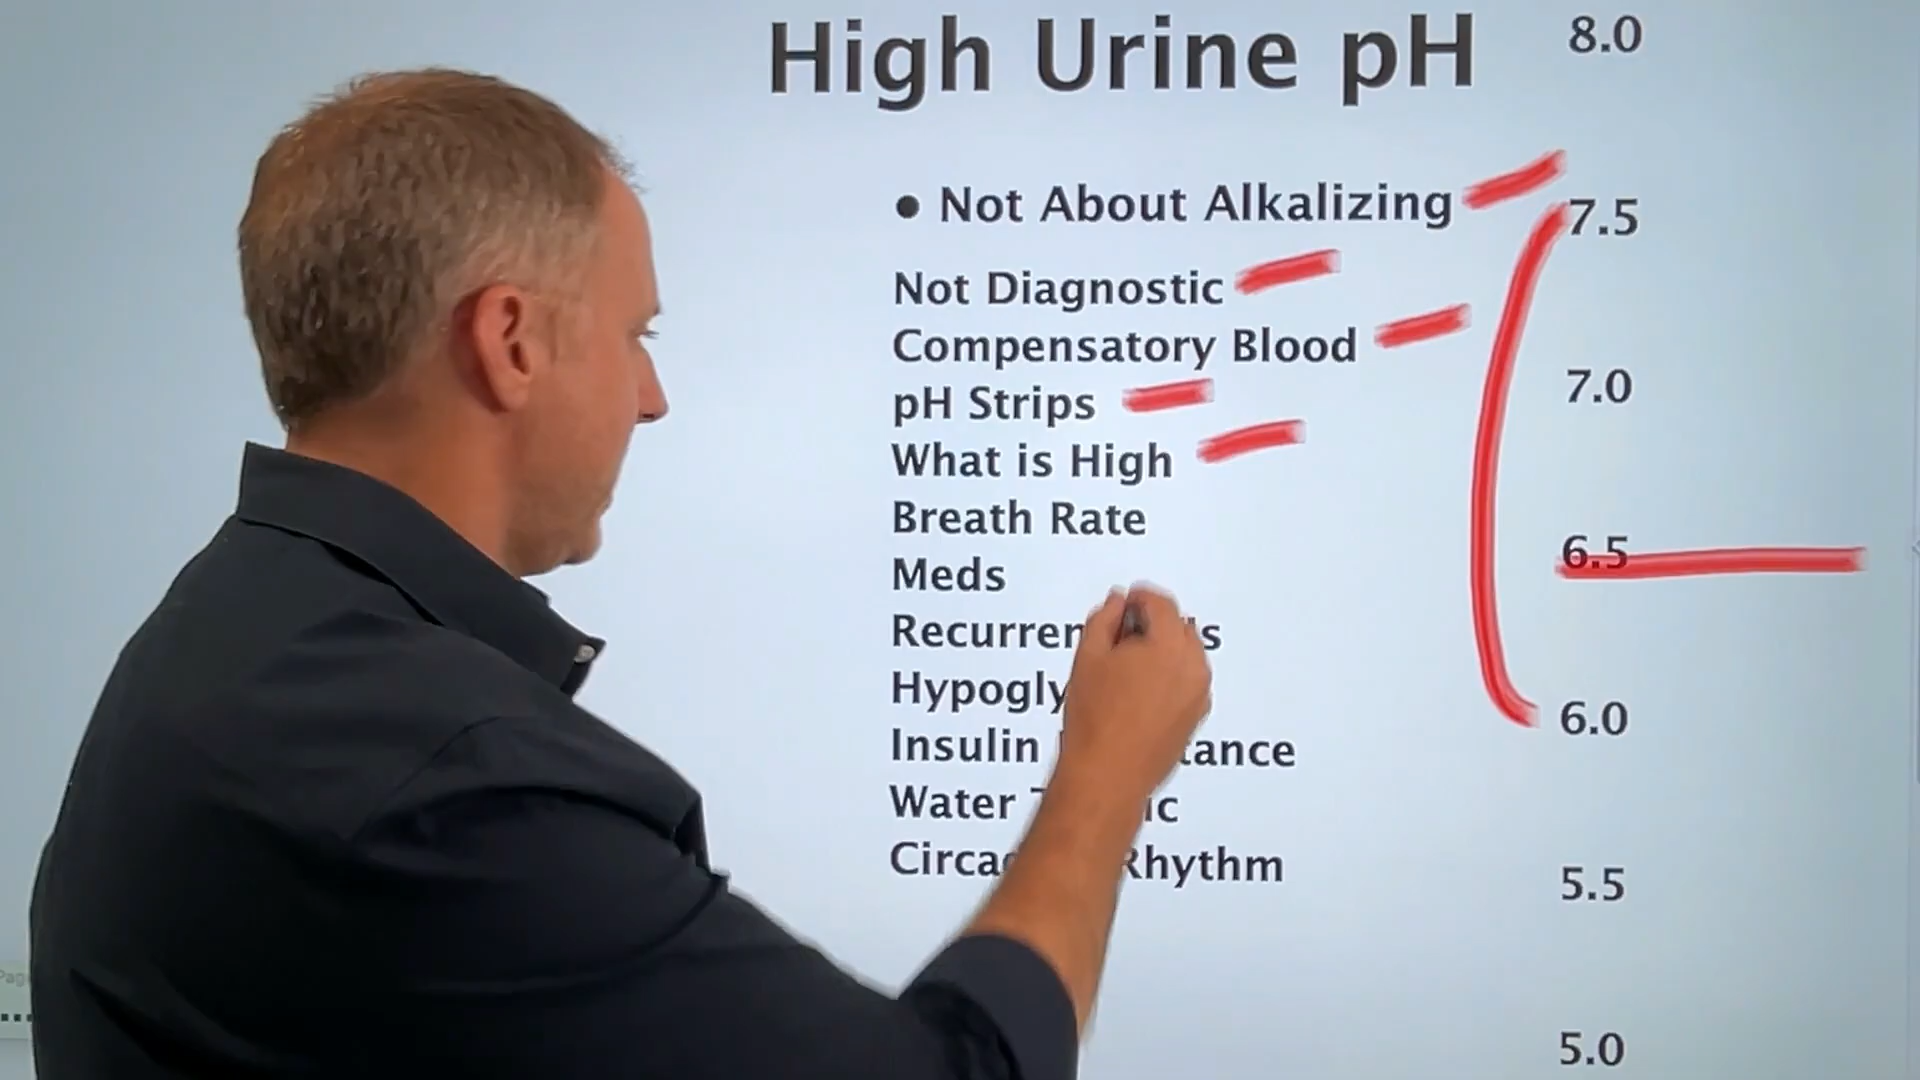 High Urine pH
• Not About Alkalizing
Not Diagnostic
Compensatory Blood
pH Strips
What is High
Breath Rate
Meds
Insulin
Water
Rhythm
8.0
7.5
7.0
6.5
6.0
5.5
5.0